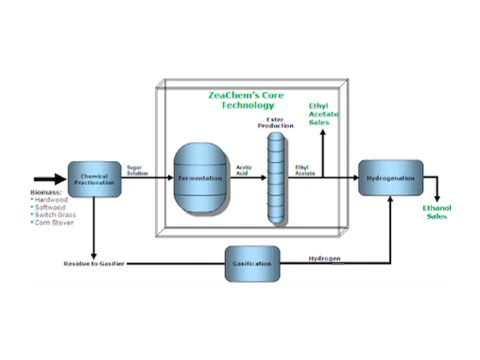 ZeaChem's Core
Technology
Ethyl
Acetate
Sales
Ester
Production
Chemical
Fractionation
Sugar
Solution
Fermentation
Acetic
Acid
Ethyl
Acetate
Hydrogenation
Biomass:
• Hardwood
• Softwood
• Switch Grass
• Corn Stover
Ethanol
Sales
Residue to Gasifier
Gasification
Hydrogen